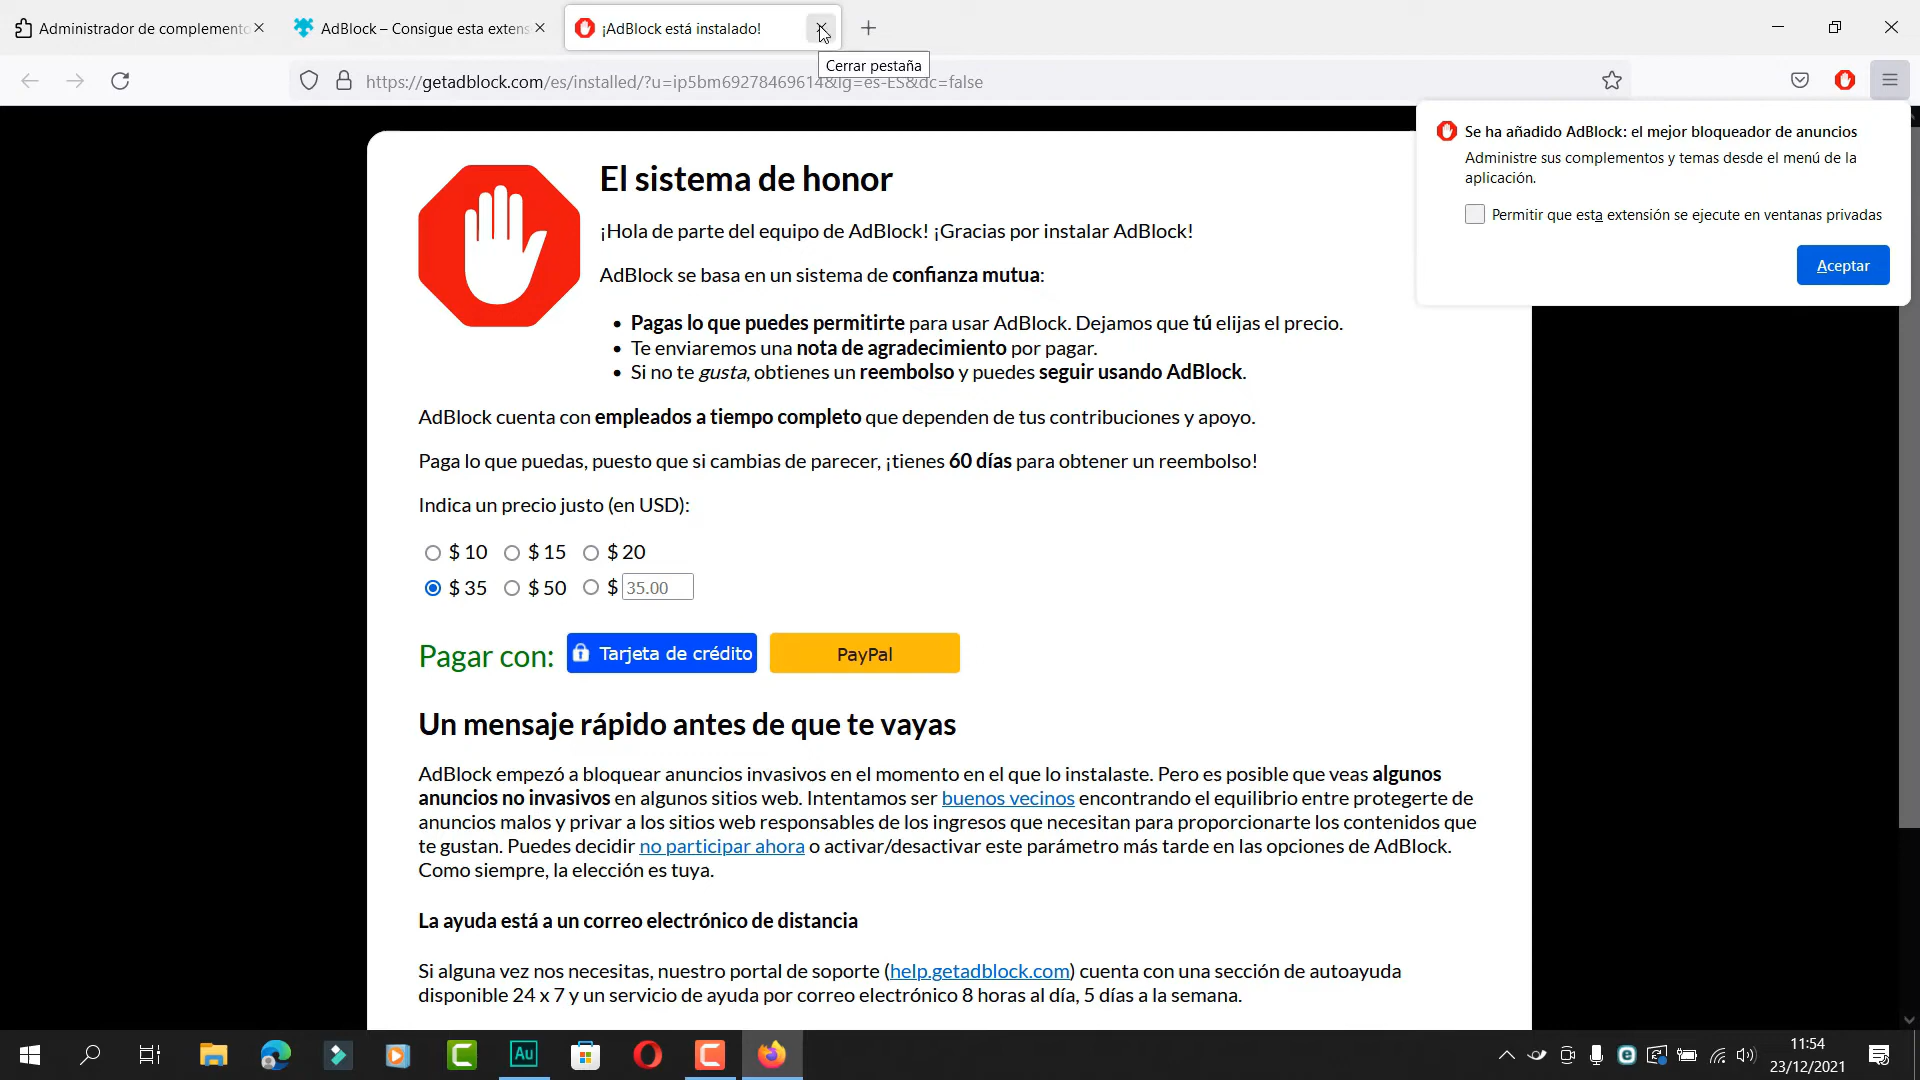 Administrador de complemento
AdBlock – Consigue esta extens
¡AdBlock está instalado!
Cerrar pestaña
https://getadblock.com/es/installed/?u=ip5bm69278469614&lg=es-ES&dc=false
Se ha añadido AdBlock: el mejor bloqueador de anuncios
Administre sus complementos y temas desde el menú de la
aplicación.
Permitir que esta extensión se ejecute en ventanas privadas
Aceptar
El sistema de honor
¡Hola de parte del equipo de AdBlock! ¡Gracias por instalar AdBlock!
AdBlock se basa en un sistema de confianza mutua:
• Pagas lo que puedes permitirte para usar AdBlock. Dejamos que tú elijas el precio.
• Te enviaremos una nota de agradecimiento por pagar.
• Si no te gusta, obtienes un reembolso y puedes seguir usando AdBlock.
AdBlock cuenta con empleados a tiempo completo que dependen de tus contribuciones y apoyo.
Paga lo que puedas, puesto que si cambias de parecer, ¡tienes 60 días para obtener un reembolso!
Indica un precio justo (en USD):
$ 10 $ 15 $ 20
$ 35 $ 50 $ 35.00
Pagar con: Tarjeta de crédito PayPal
Un mensaje rápido antes de que te vayas
AdBlock empezó a bloquear anuncios invasivos en el momento en el que lo instalaste. Pero es posible que veas algunos
anuncios no invasivos en algunos sitios web. Intentamos ser buenos vecinos encontrando el equilibrio entre protegerte de
anuncios malos y privar a los sitios web responsables de los ingresos que necesitan para proporcionarte los contenidos que
te gustan. Puedes decidir no participar ahora o activar/desactivar este parámetro más tarde en las opciones de AdBlock.
Como siempre, la elección es tuya.
La ayuda está a un correo electrónico de distancia
Si alguna vez nos necesitas, nuestro portal de soporte (help.getadblock.com) cuenta con una sección de autoayuda
disponible 24 x 7 y un servicio de ayuda por correo electrónico 8 horas al día, 5 días a la semana.
Au
11:54
23/12/2021